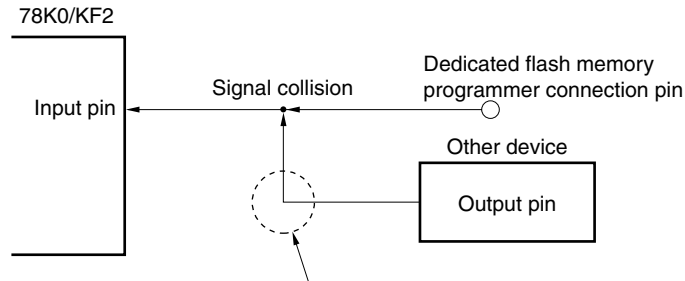 78K0/KF2
Input pin
Signal collision
Dedicated flash memory
programmer connection pin
Other device
Output pin